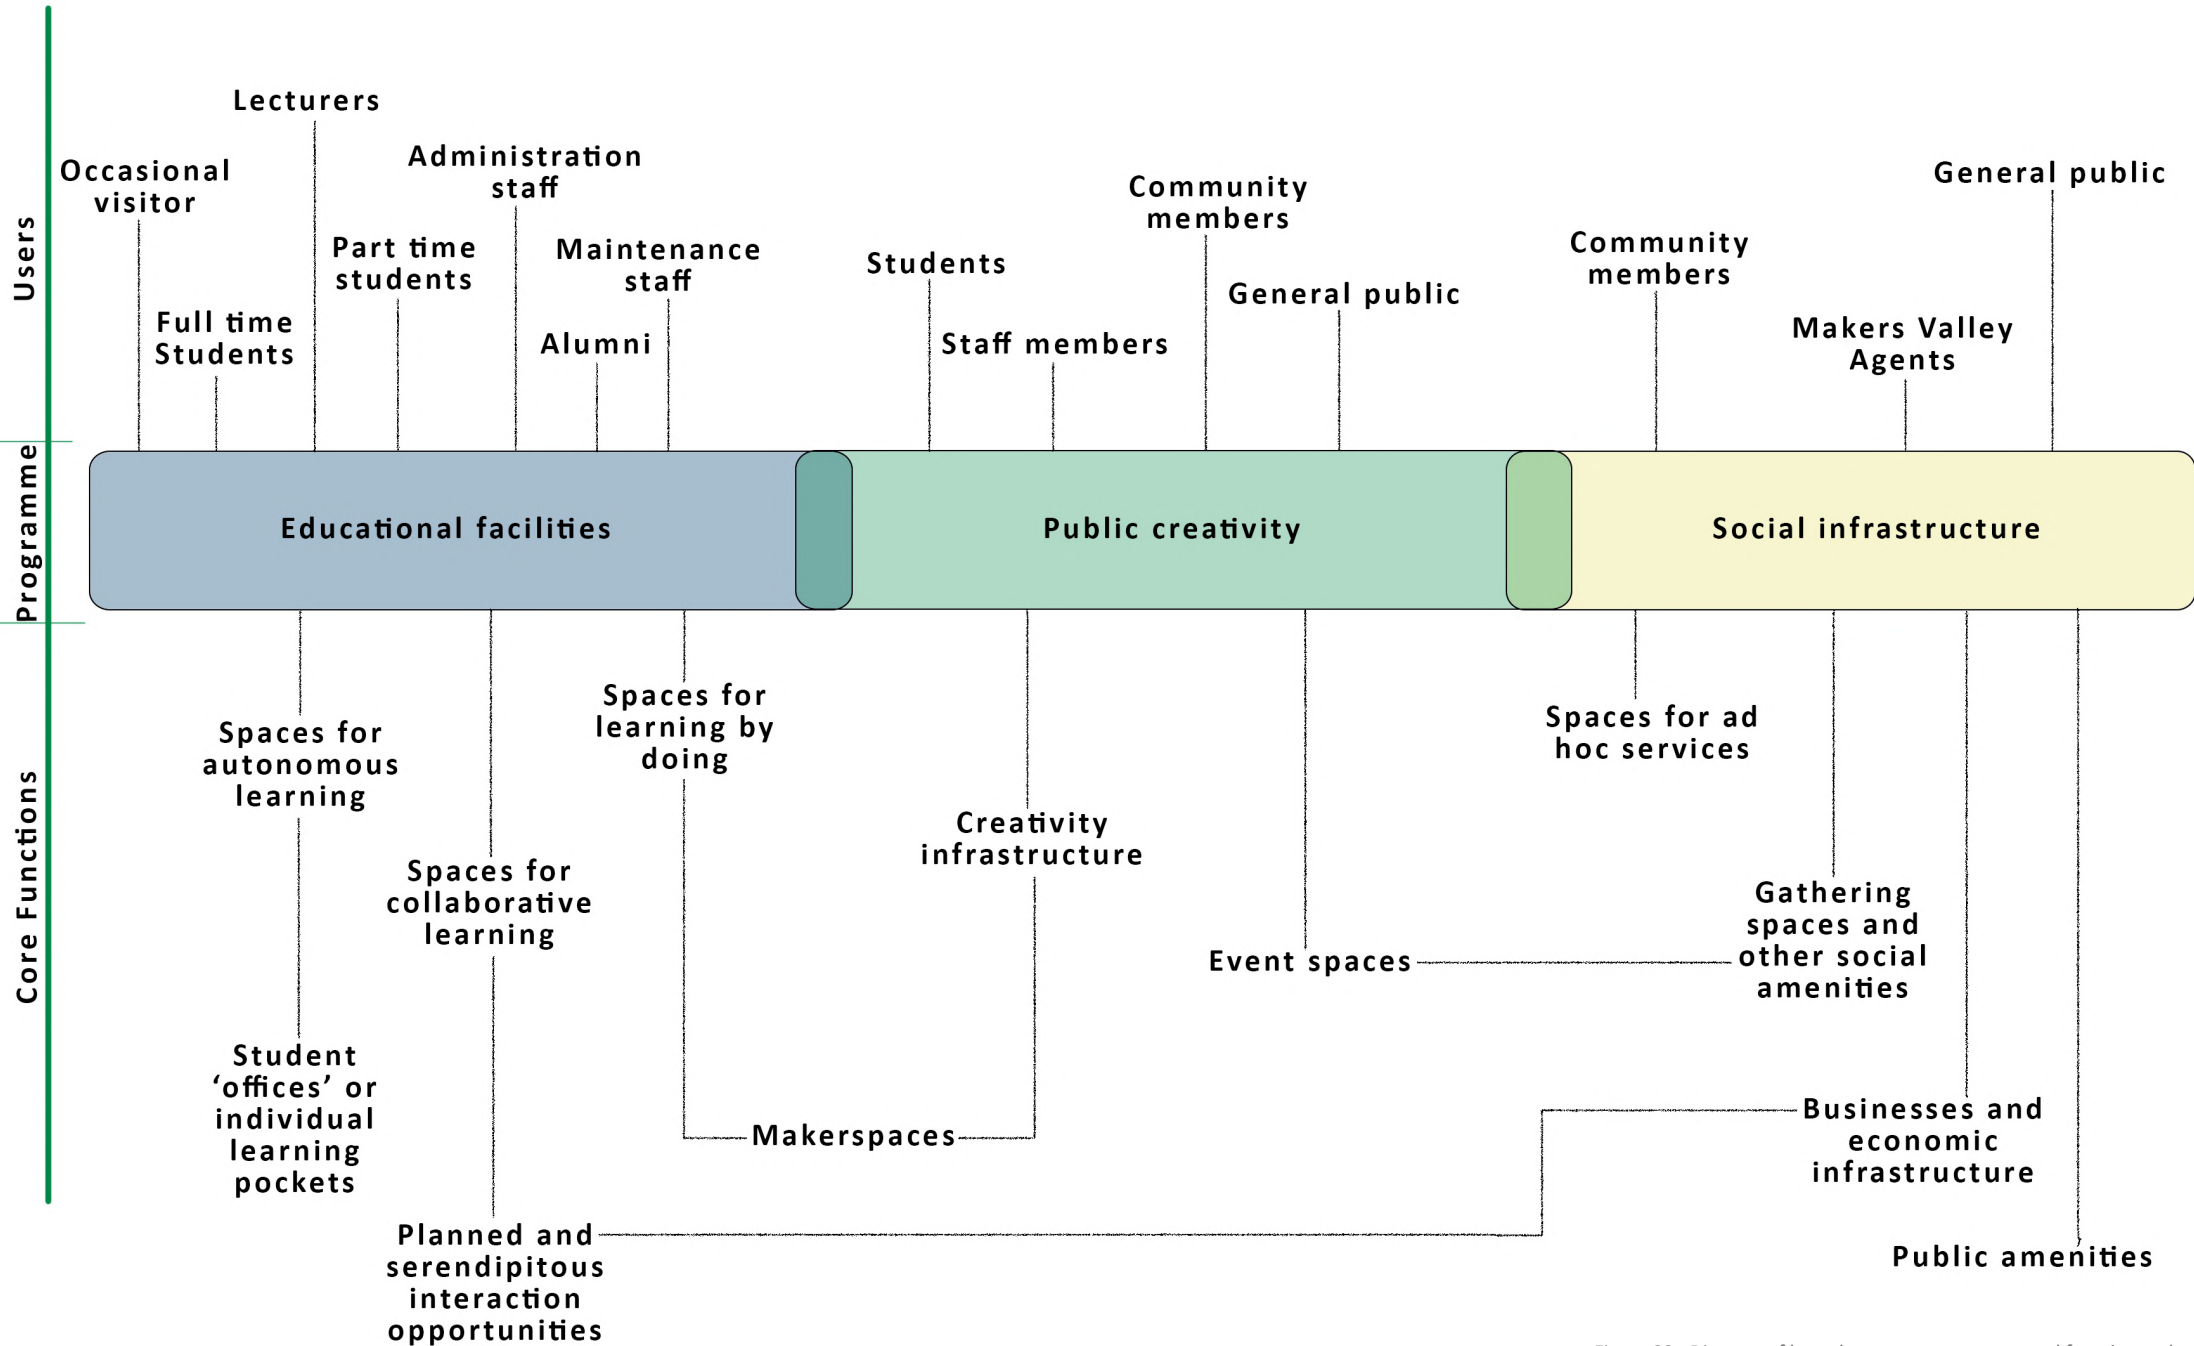 Users
Lecturers
Occasional
visitor
Administration
staff
Full time
Students
Part time
students
Alumni
Maintenance
staff
Students
Staff members
Community
members
General public
Community
members
Makers Valley
Agents
General public
Programme
Educational facilities
Public creativity
Social infrastructure
Core Functions
Spaces for
autonomous
learning
Student
‘offices’ or
individual
learning
pockets
Spaces for
collaborative
learning
Planned and
serendipitous
interaction
opportunities
Spaces for
learning by
doing
Makerspaces
Creativity
infrastructure
Event spaces
Spaces for ad
hoc services
Gathering
spaces and
other social
amenities
Businesses and
economic
infrastructure
Public amenities